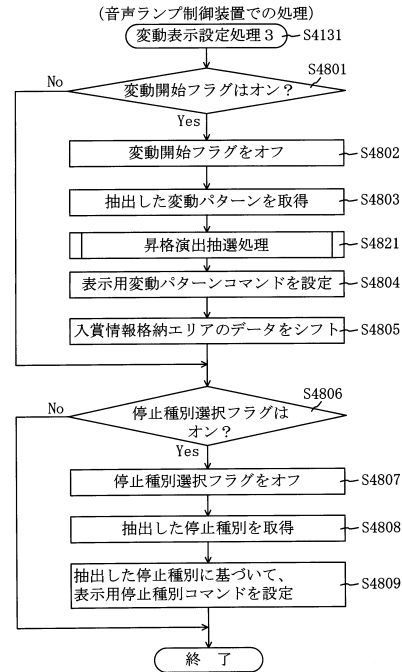 (音声ランプ制御装置での処理)
変動表示設定処理3
S4131
S4801
変動開始フラグはオン?
No
Yes
変動開始フラグをオフ
S4802
抽出した変動パターンを取得
S4803
昇格演出抽選処理
S4821
表示用変動パターンコマンドを設定
S4804
入賞情報格納エリアのデータをシフト
S4805
S4806
停止種別選択フラグは
オン?
No
Yes
停止種別選択フラグをオフ
S4807
抽出した停止種別を取得
S4808
抽出した停止種別に基づいて、
表示用停止種別コマンドを設定
S4809
終 了